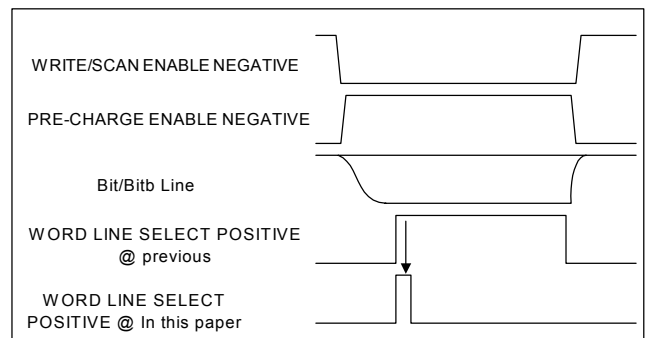 WRITE/SCAN ENABLE NEGATIVE
PRE-CHARGE ENABLE NEGATIVE
Bit/Bitb Line
WORD LINE SELECT POSITIVE
@ previous
WORD LINE SELECT
POSITIVE @ In this paper